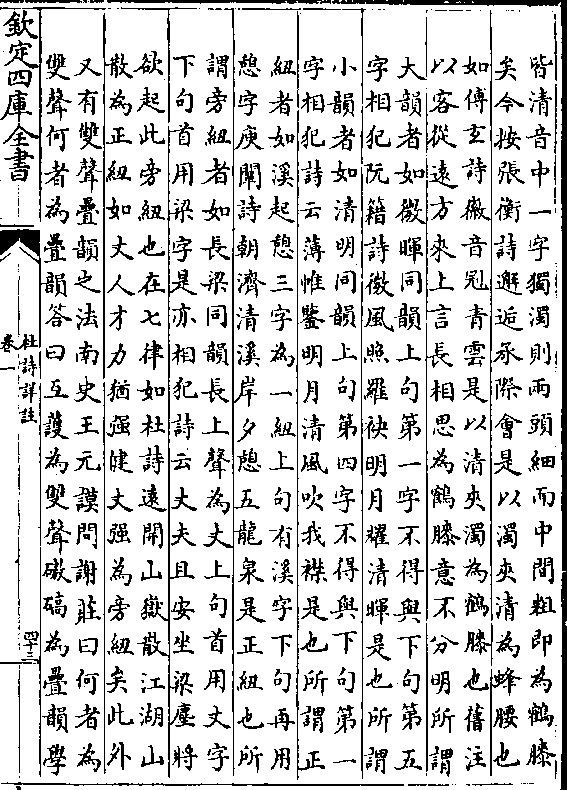 皆清音中一字獨濁則兩頭細而中間粗即為鶴膝
矣今按張衡詩邂逅承際會是以濁夾清為蜂腰也
如傅玄詩徽音冠青雲是以清夾濁為鶴膝也舊注
以客從遠方來上言長相思為鶴膝意不分明所謂
大韻者如微暉同韻上句第一字不得與下句第五
字相犯阮籍詩微風照羅袂明月耀清暉是也所謂
小韻者如清明同韻上句第四字不得與下句第一
字相犯詩云薄帷鑒明月清風吹我襟是也所謂正
紐者如溪起憩三字為一紐上句有溪字下句再用
憩字庾闡詩朝濟清溪岸夕憩五龍泉是正紐也所
謂旁紐者如長梁同韻長上聲為丈上句首用丈字
下句首用梁字是亦相犯詩云丈夫且安坐梁塵將
欲起此旁紐也在七律如杜詩遠開山嶽散江湖山
散為正紐如丈人才力猶强健丈强為旁紐矣此外
又有雙聲疊韻之法南史王元謨問謝莊曰何者為
雙聲何者為疊韻答曰互護為雙聲磝碻為疊韻學
欽定四庫全書
杜詩詳註
卷一
四十三